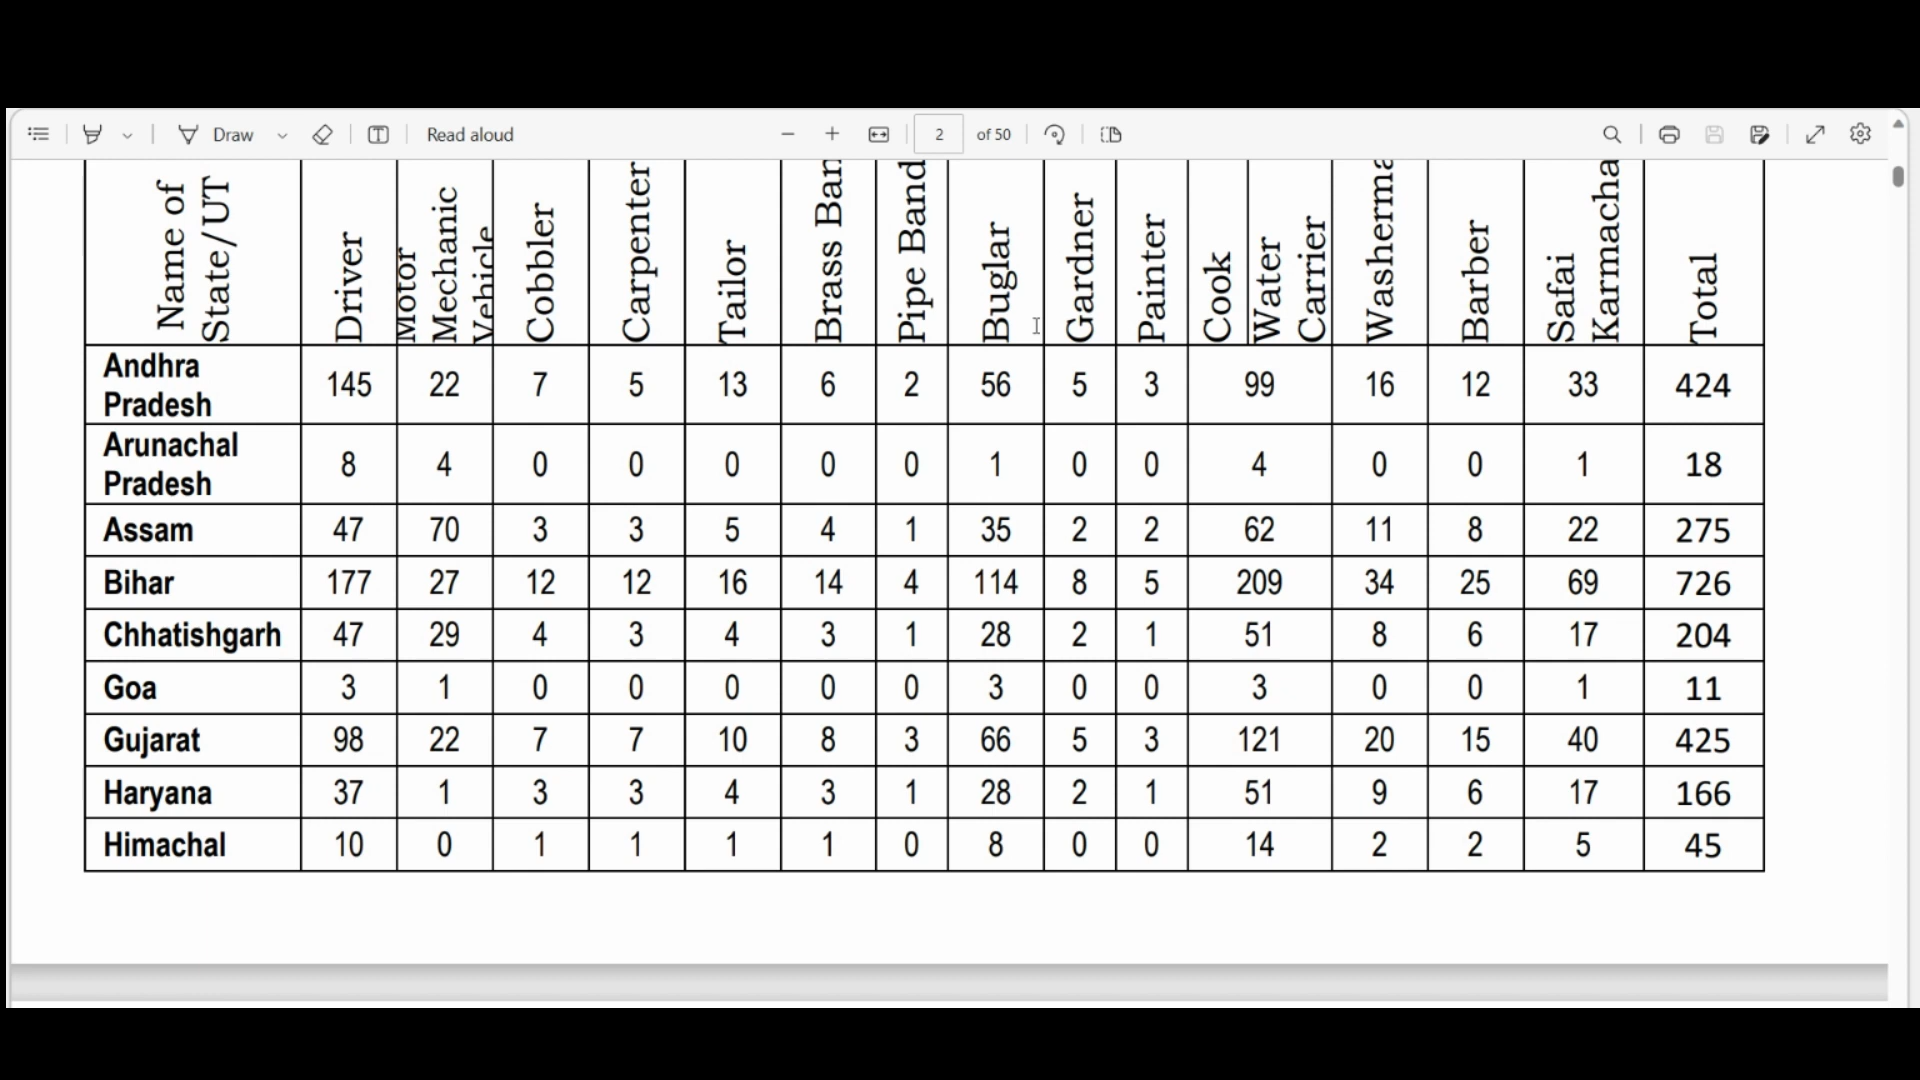 Draw
Read aloud
2 of 50
Name of State/UT Driver Motor Mechanic Vehicle Cobbler Carpenter Tailor Brass Ban Pipe Band Buglar Gardner Painter Cook Water Carrier Washerma Barber Safai Karmacha Total
Andhra Pradesh 145 22 7 5 13 6 2 56 5 3 99 16 12 33 424
Arunachal Pradesh 8 4 0 0 0 0 0 1 0 0 4 0 0 1 18
Assam 47 70 3 3 5 4 1 35 2 2 62 11 8 22 275
Bihar 177 27 12 12 16 14 4 114 8 5 209 34 25 69 726
Chhatishgarh 47 29 4 3 4 3 1 28 2 1 51 8 6 17 204
Goa 3 1 0 0 0 0 0 3 0 0 3 0 0 1 11
Gujarat 98 22 7 7 10 8 3 66 5 3 121 20 15 40 425
Haryana 37 1 3 3 4 3 1 28 2 1 51 9 6 17 166
Himachal 10 0 1 1 1 1 0 8 0 0 14 2 2 5 45